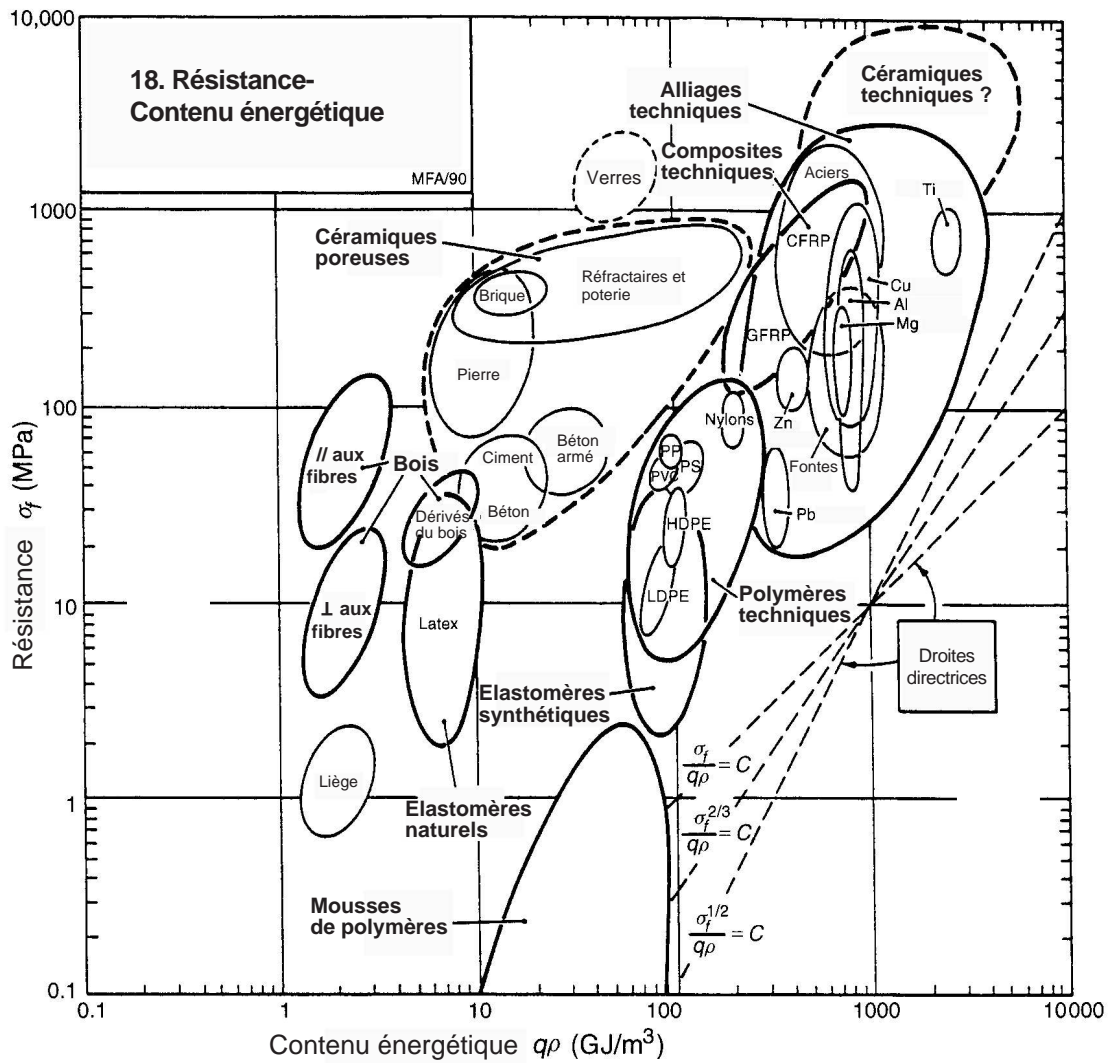 10,000
18. Résistance-
Contenu énergétique
MFA/90
Céramiques
techniques ?
Alliages
techniques
Composites
techniques
Aciers
Verres
Ti
1000
Céramiques
poreuses
CFRP
Réfractaires et
poterie
Brique
Cu
Al
Mg
GFRP
Pierre
100
Nylons
Zn
Béton
armé
// aux
fibres
Bois
Ciment
PP
PS
PVC
Fontes
Dérivés
du bois
Béton
HDPE
Pb
Résistance σf (MPa)
10
⊥ aux
fibres
Latex
LDPE
Polymères
techniques
Droites
directrices
Elastomères
synthétiques
σf/qρ = C
Liège
1
Elastomères
naturels
σf^2/3/qρ = C
Mousses
de polymères
σf^1/2/qρ = C
0.1
0.1 1 10 100 1000 10000
Contenu énergétique qρ (GJ/m³)